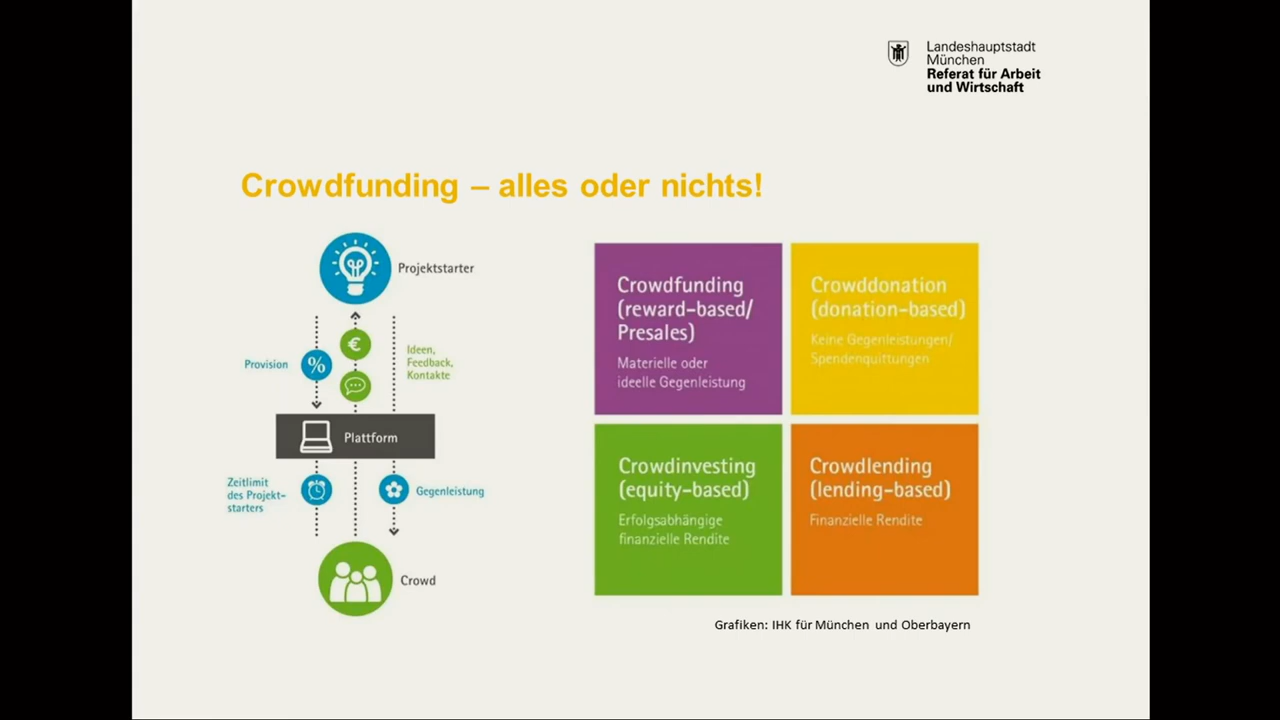 Landeshauptstadt
München
Referat für Arbeit
und Wirtschaft
Crowdfunding – alles oder nichts!
Projektstarter
€
Provision
%
Ideen,
Feedback,
Kontakte
Plattform
Zeitlimit
des Projekt-
starters
Gegenleistung
Crowd
Crowdfunding
(reward-based/
Presales)
Materielle oder
ideelle Gegenleistung
Crowddonation
(donation-based)
Keine Gegenleistungen/
Spendenquittungen
Crowdinvesting
(equity-based)
Erfolgsabhängige
finanzielle Rendite
Crowdlending
(lending-based)
Finanzielle Rendite
Grafiken: IHK für München und Oberbayern